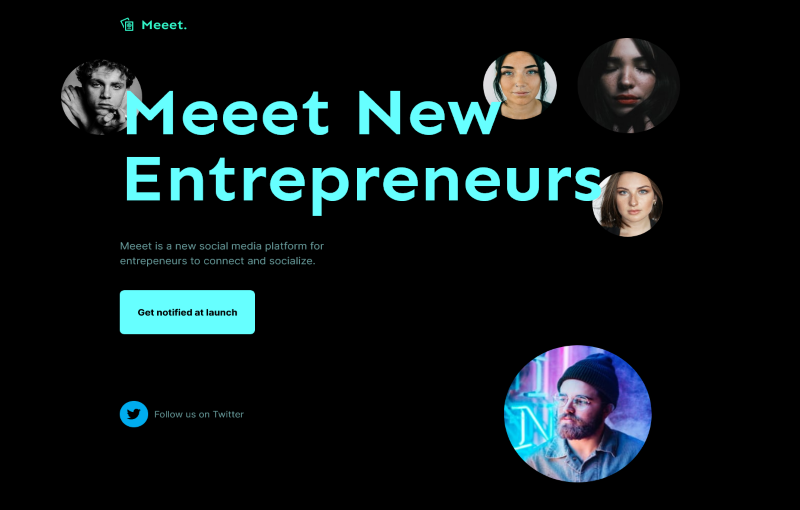 Meeet.
Meeet New
Entrepreneurs
Meeet is a new social media platform for
entrepeneurs to connect and socialize.
Get notified at launch
Follow us on Twitter